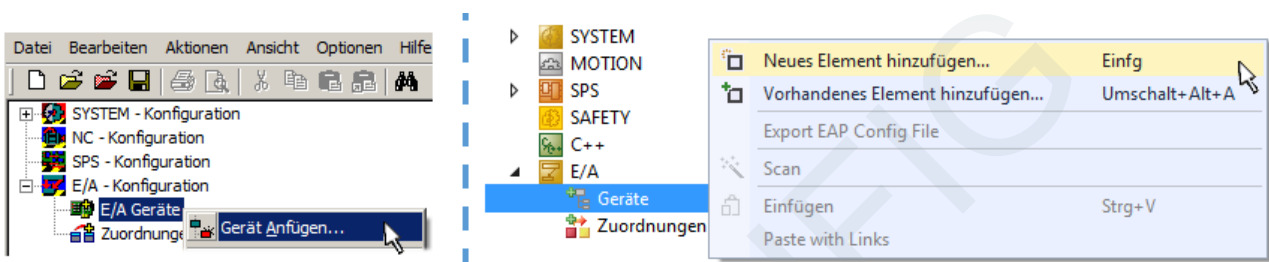 Datei Bearbeiten Aktionen Ansicht Optionen Hilfe
SYSTEM - Konfiguration
NC - Konfiguration
SPS - Konfiguration
E/A - Konfiguration
E/A Geräte
Gerät Anfügen...
Zuordnunge
SYSTEM
MOTION
SPS
SAFETY
C++
E/A
Geräte
Zuordnungen
Neues Element hinzufügen... Einfg
Vorhandenes Element hinzufügen... Umschalt+Alt+A
Export EAP Config File
Scan
Einfügen Strg+V
Paste with Links